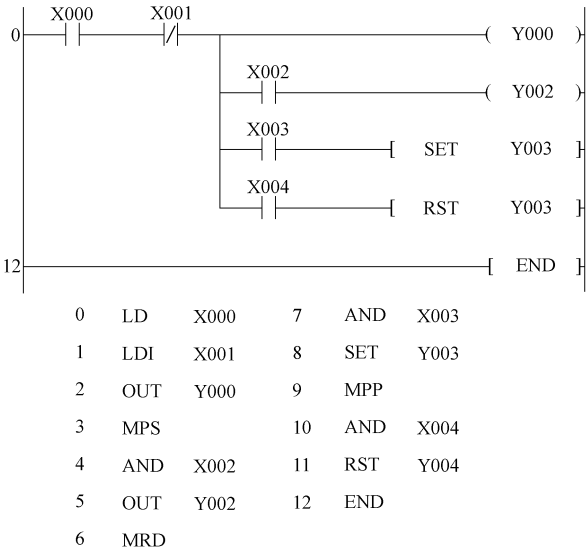 X000 X001
0 ( Y000 )
X002
( Y002 )
X003
[ SET Y003 ]
X004
[ RST Y003 ]
12 [ END ]
0 LD X000 7 AND X003
1 LDI X001 8 SET Y003
2 OUT Y000 9 MPP
3 MPS 10 AND X004
4 AND X002 11 RST Y004
5 OUT Y002 12 END
6 MRD